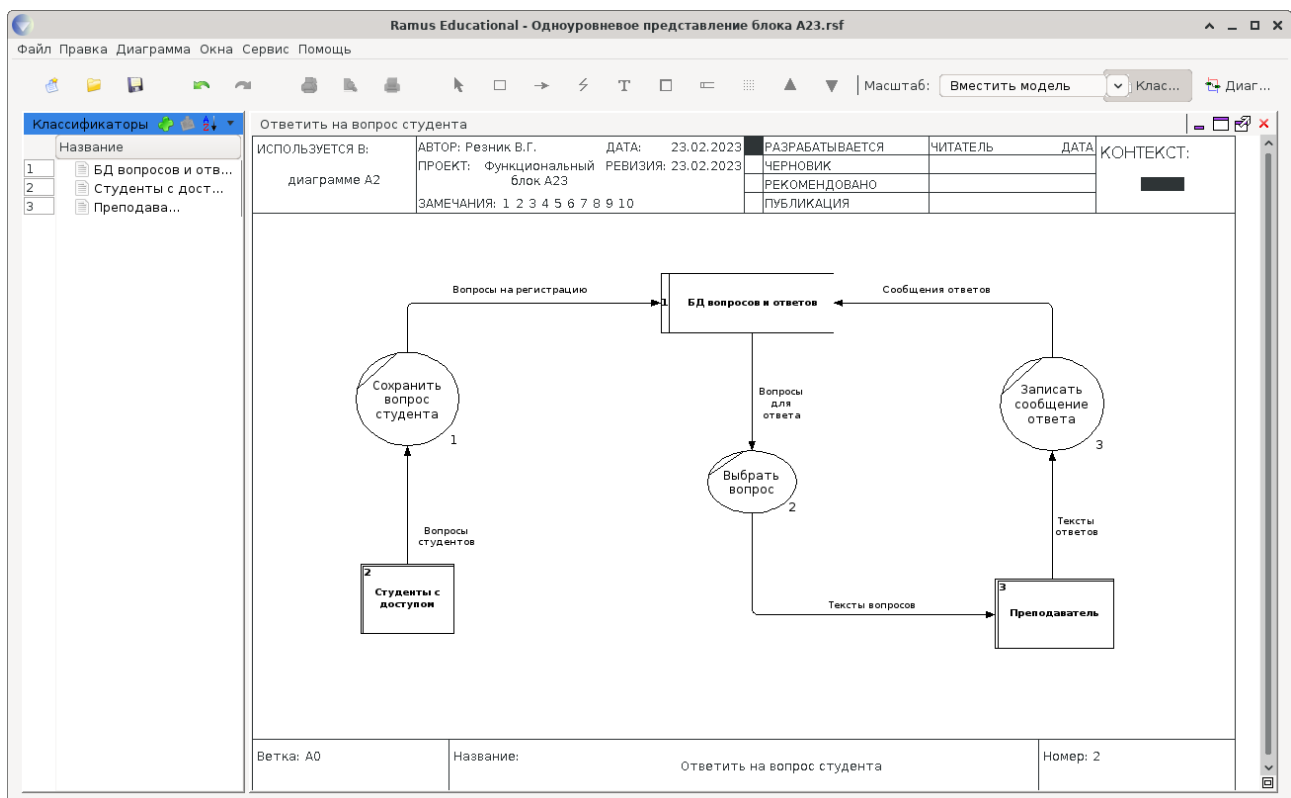 Ramus Educational - Одноуровневое представление блока A23.rsf
Файл Правка Диаграмма Окна Сервис Помощь
Масштаб: Вместить модель Клас... Диаг...
Классификаторы
Название
1 БД вопросов и отв...
2 Студенты с дост...
3 Преподава...
Ответить на вопрос студента
ИСПОЛЬЗУЕТСЯ В:
диаграмме A2
АВТОР: Резник В.Г. ДАТА: 23.02.2023
ПРОЕКТ: Функциональный блок A23 РЕВИЗИЯ: 23.02.2023
ЗАМЕЧАНИЯ: 1 2 3 4 5 6 7 8 9 10
РАЗРАБАТЫВАЕТСЯ
ЧЕРНОВИК
РЕКОМЕНДОВАНО
ПУБЛИКАЦИЯ
ЧИТАТЕЛЬ ДАТА
КОНТЕКСТ:
Вопросы на регистрацию
1 БД вопросов и ответов
Сообщения ответов
Сохранить
вопрос
студента
1
Вопросы
для
ответа
Записать
сообщение
ответа
3
Выбрать
вопрос
2
Вопросы
студентов
Тексты
ответов
2
Студенты с
доступом
Тексты вопросов
3
Преподаватель
Ветка: A0
Название:
Ответить на вопрос студента
Номер: 2